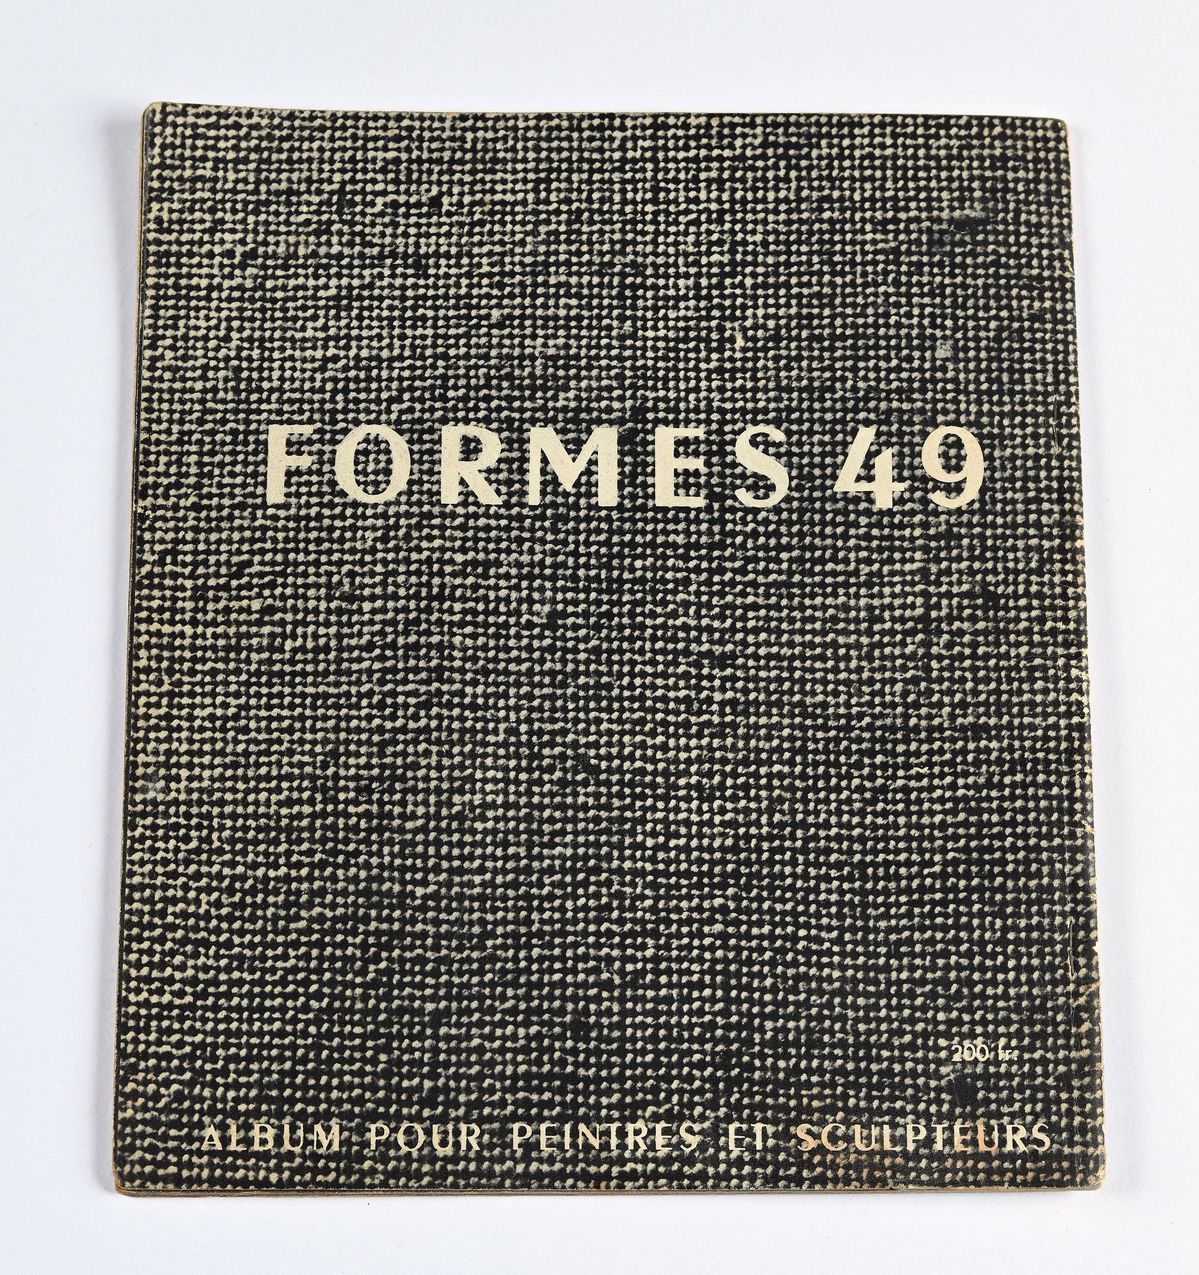 FORMES 49
200 fr.
ALBUM POUR PEINTRES ET SCULPTEURS